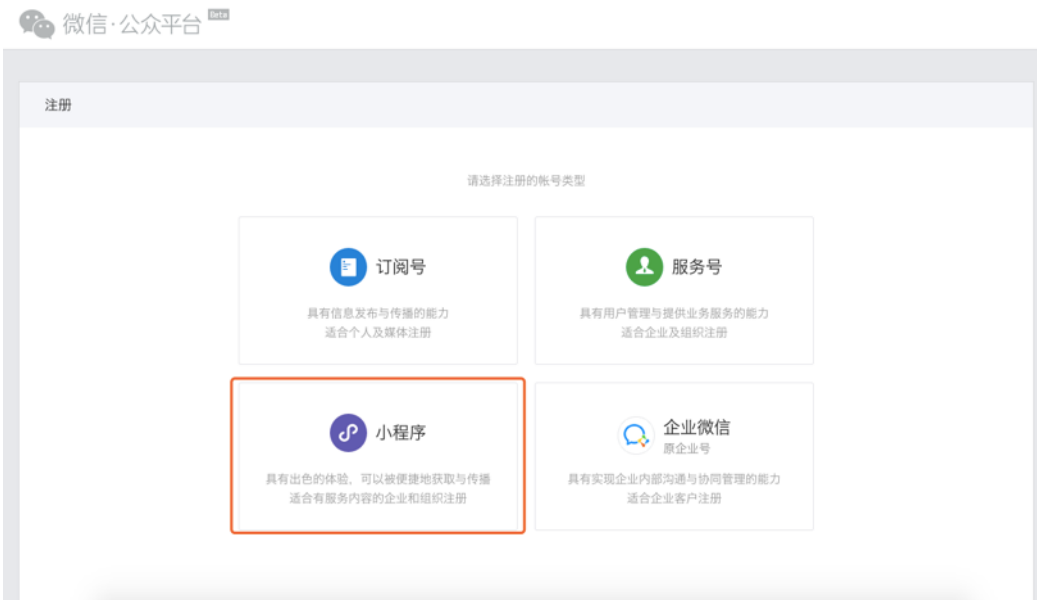 微信·公众平台 Beta
注册
请选择注册的帐号类型
订阅号
具有信息发布与传播的能力
适合个人及媒体注册
服务号
具有用户管理与提供业务服务的能力
适合企业及组织注册
小程序
具有出色的体验，可以被便捷地获取与传播
适合有服务内容的企业和组织注册
企业微信
原企业号
具有实现企业内部沟通与协同管理的能力
适合企业客户注册